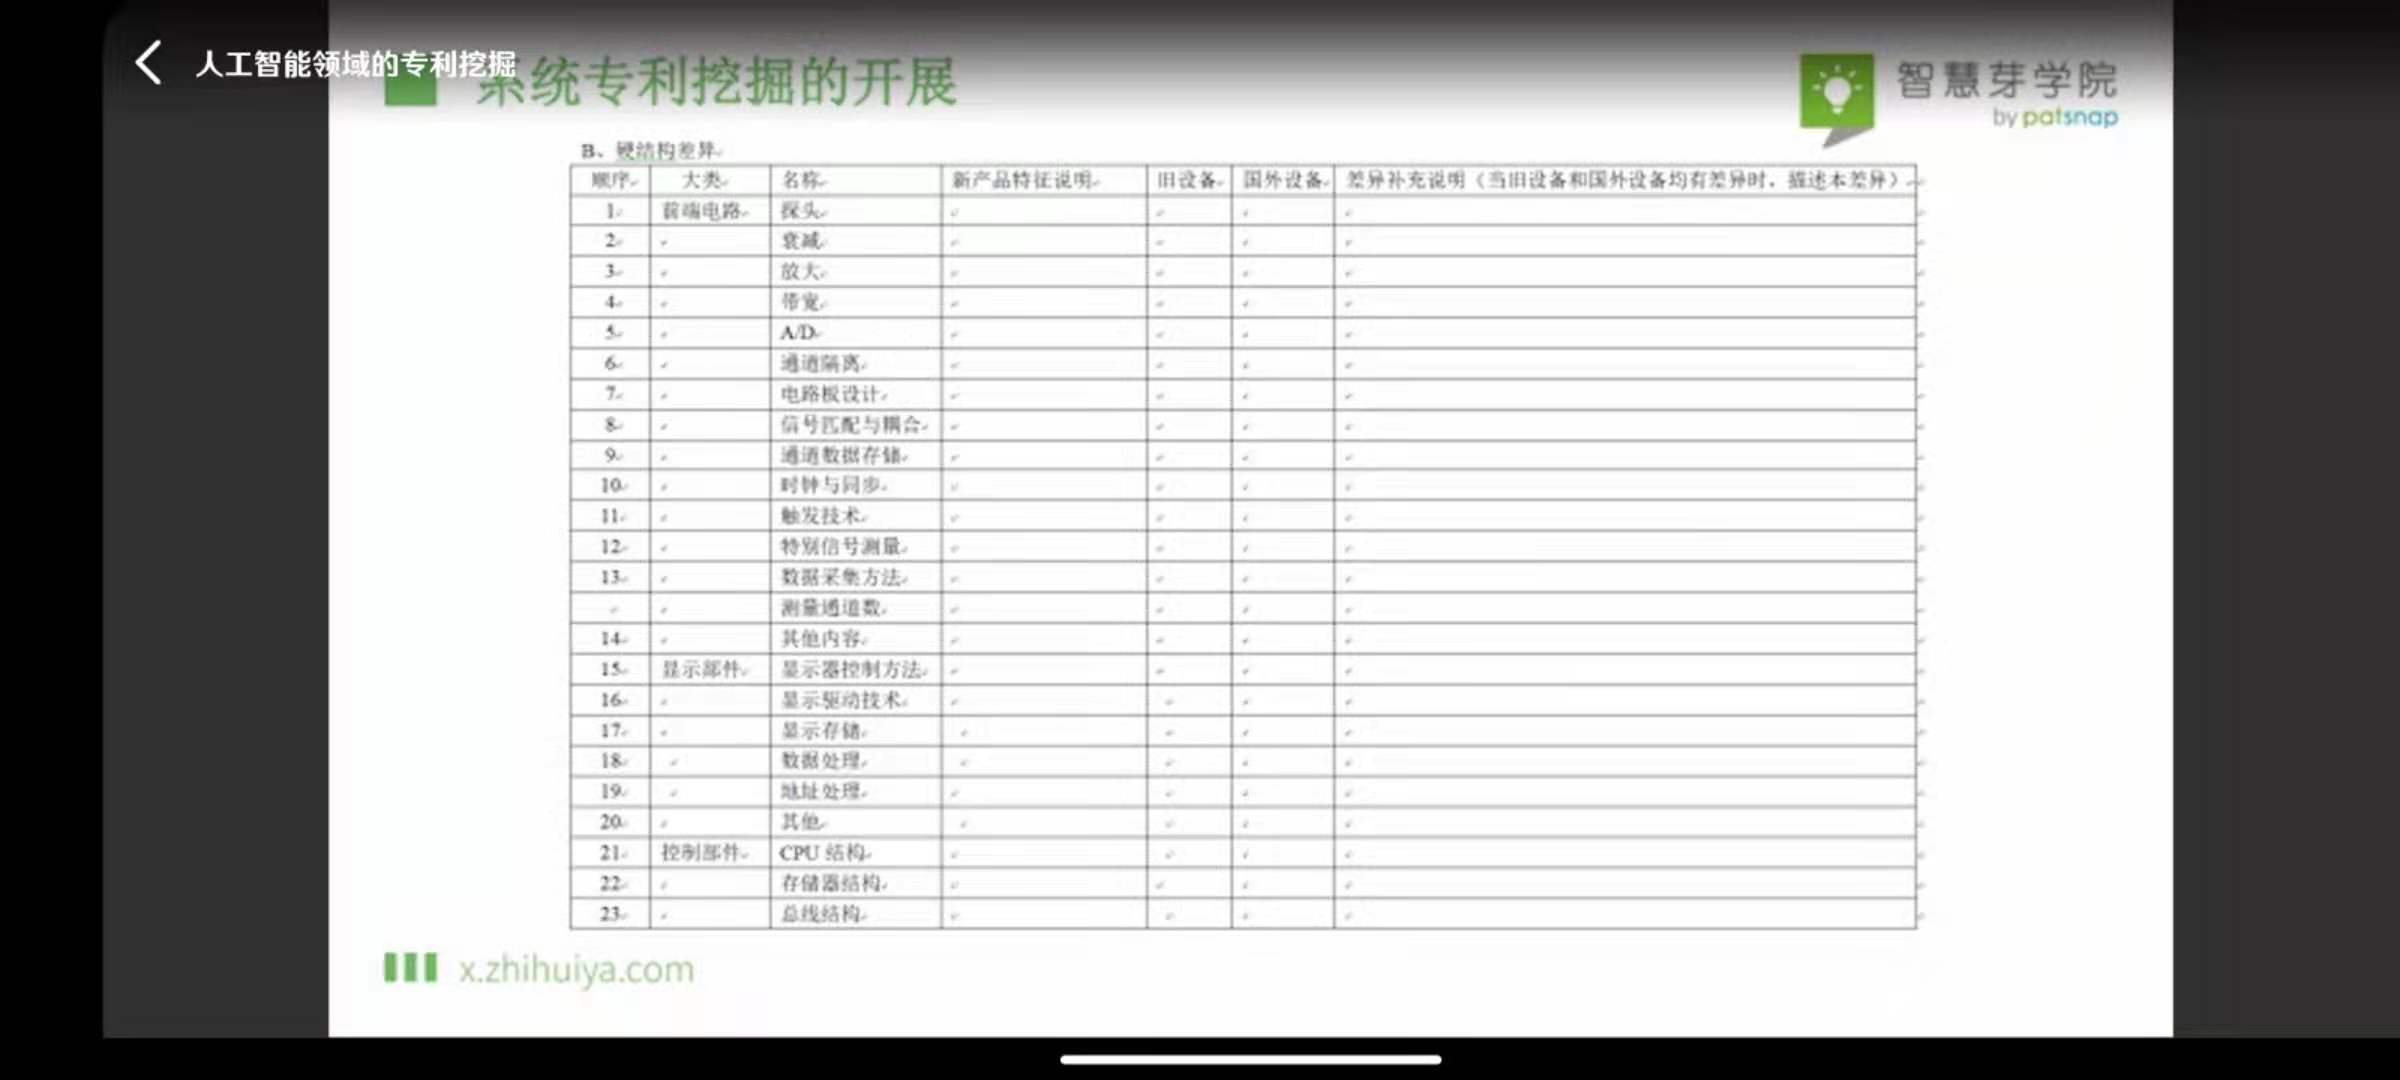 人工智能领域的专利挖掘
系统专利挖掘的开展
智慧芽学院
by patsnap
B、硬结构差异
顺序 大类 名称 新产品特征说明 旧设备 国外设备 差异补充说明（当旧设备和国外设备均有差异时，描述本差异）
1 前端电路 探头
2 衰减
3 放大
4 带宽
5 A/D
6 通道隔离
7 电路板设计
8 信号匹配与耦合
9 通道数据存储
10 时钟与同步
11 触发技术
12 特别信号测量
13 数据采集方法
测量通道数
14 其他内容
15 显示部件 显示器控制方法
16 显示驱动技术
17 显示存储
18 数据处理
19 地址处理
20 其他
21 控制部件 CPU 结构
22 存储器结构
23 总线结构
x.zhihuiya.com